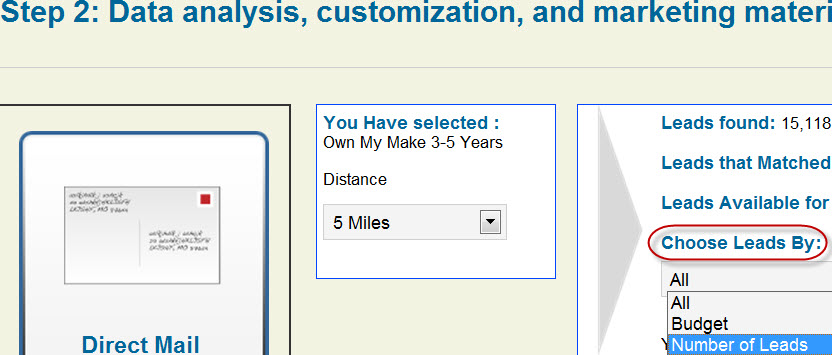 Step 2: Data analysis, customization, and marketing materi
Direct Mail
You Have selected :
Own My Make 3-5 Years
Distance
5 Miles
Leads found: 15,118
Leads that Matched
Leads Available for
Choose Leads By:
All
All
Budget
Number of Leads